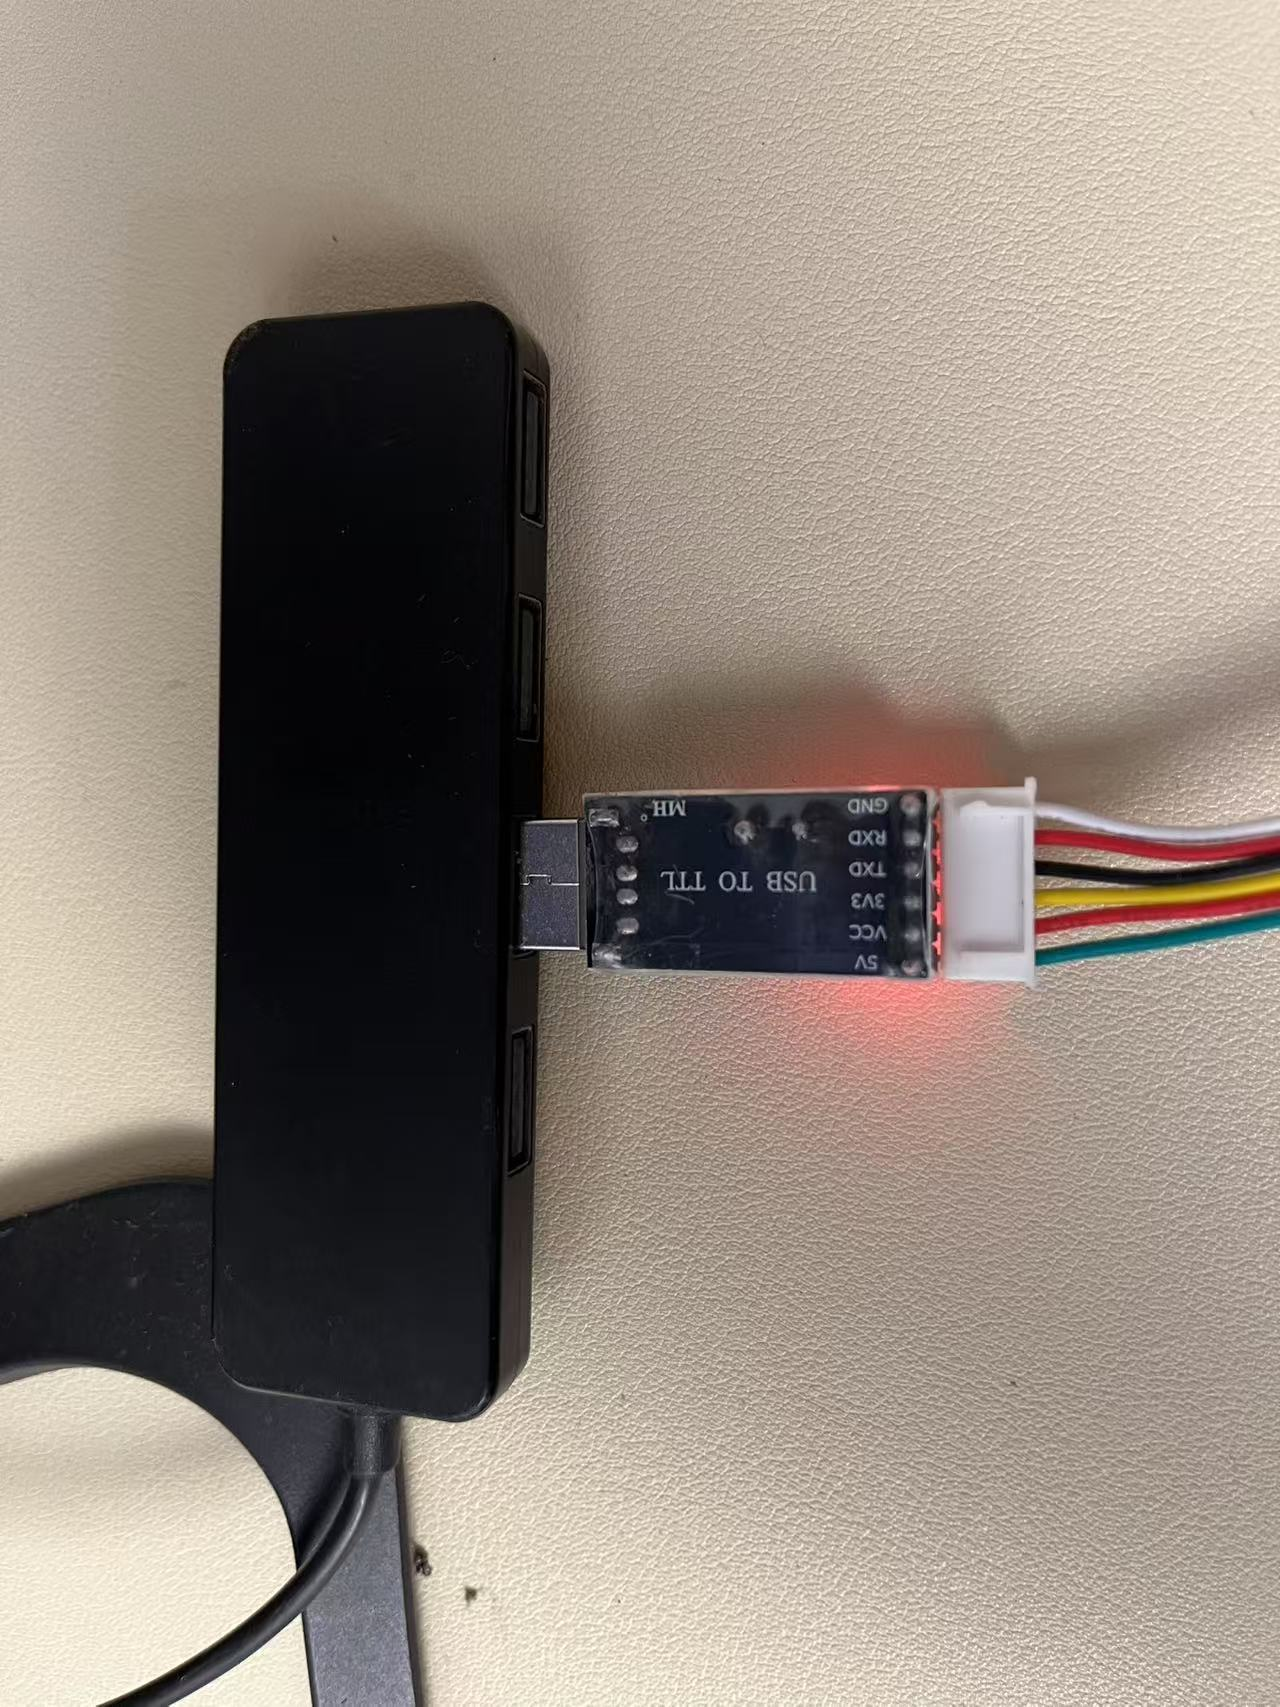 5V
VCC
3V3
TXD
RXD
GND
USB TO TTL
MH